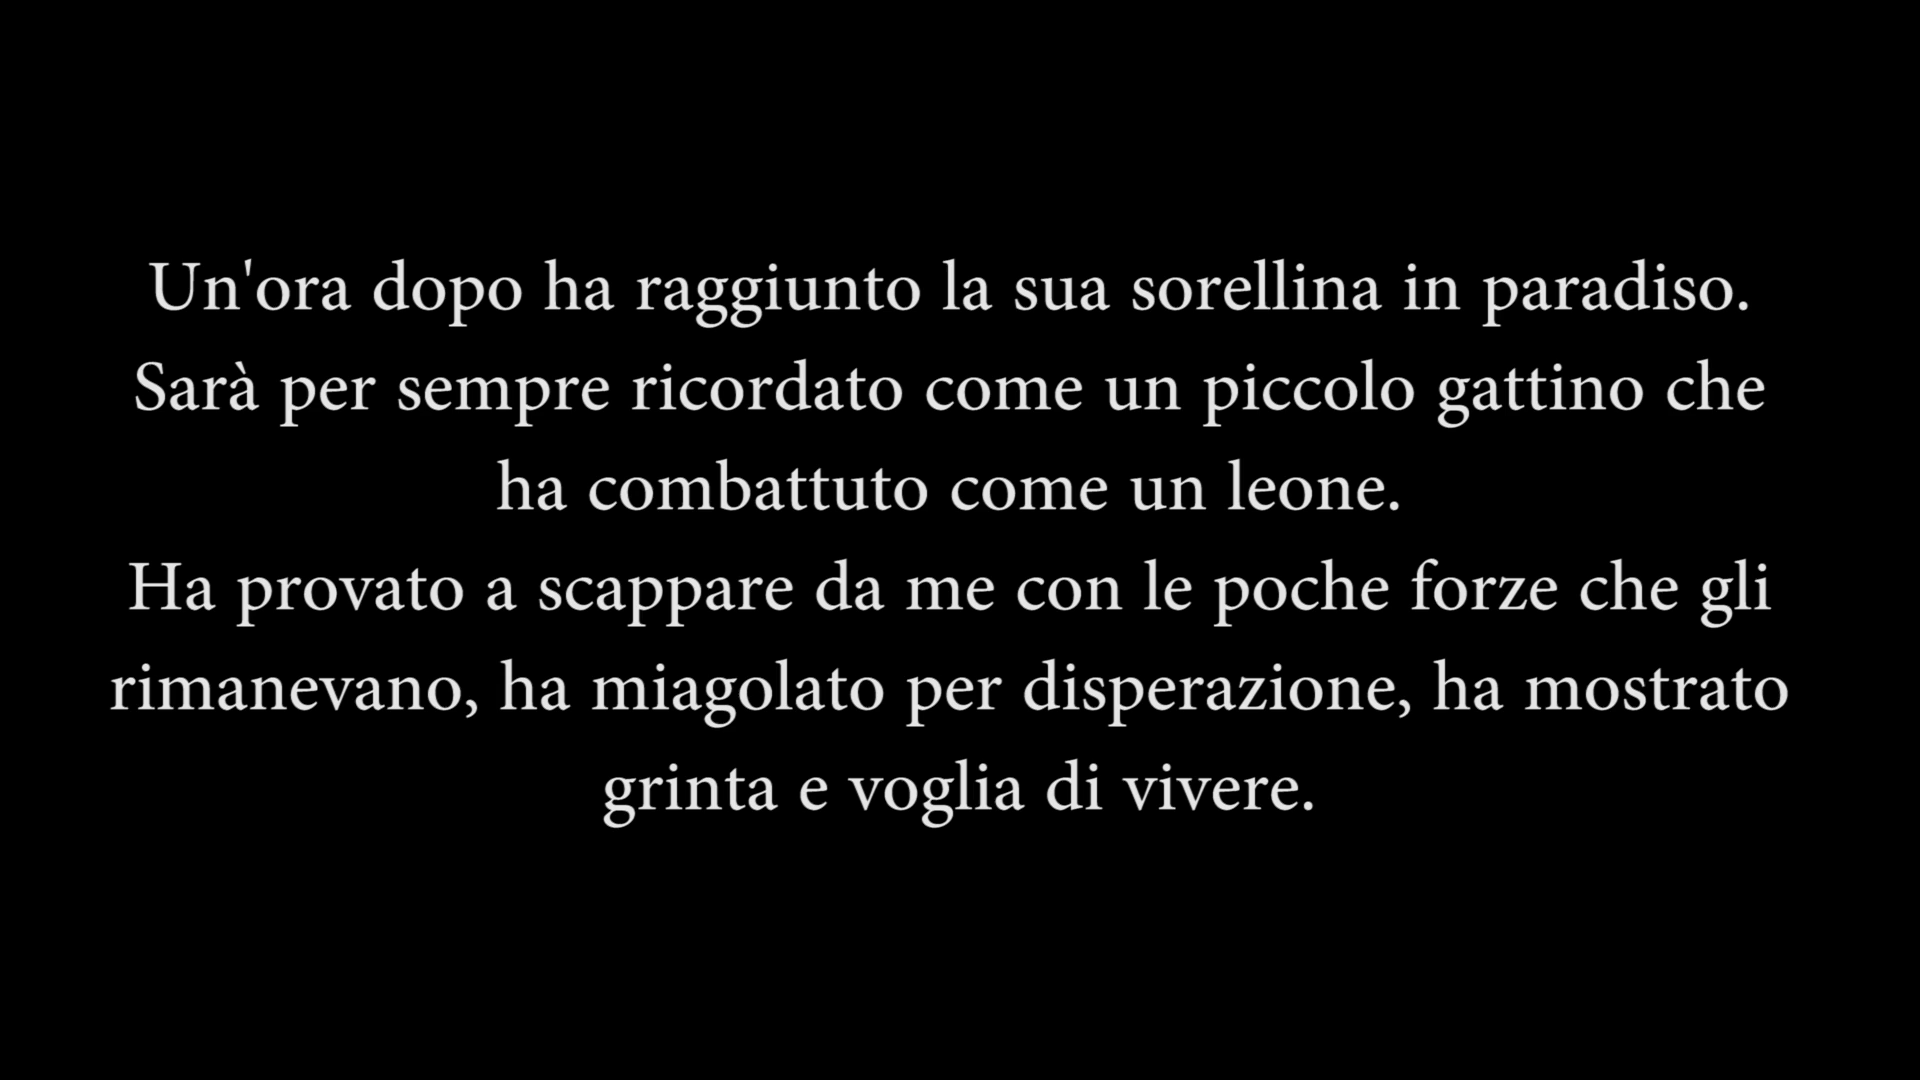 Un'ora dopo ha raggiunto la sua sorellina in paradiso.
Sarà per sempre ricordato come un piccolo gattino che
ha combattuto come un leone.
Ha provato a scappare da me con le poche forze che gli
rimanevano, ha miagolato per disperazione, ha mostrato
grinta e voglia di vivere.